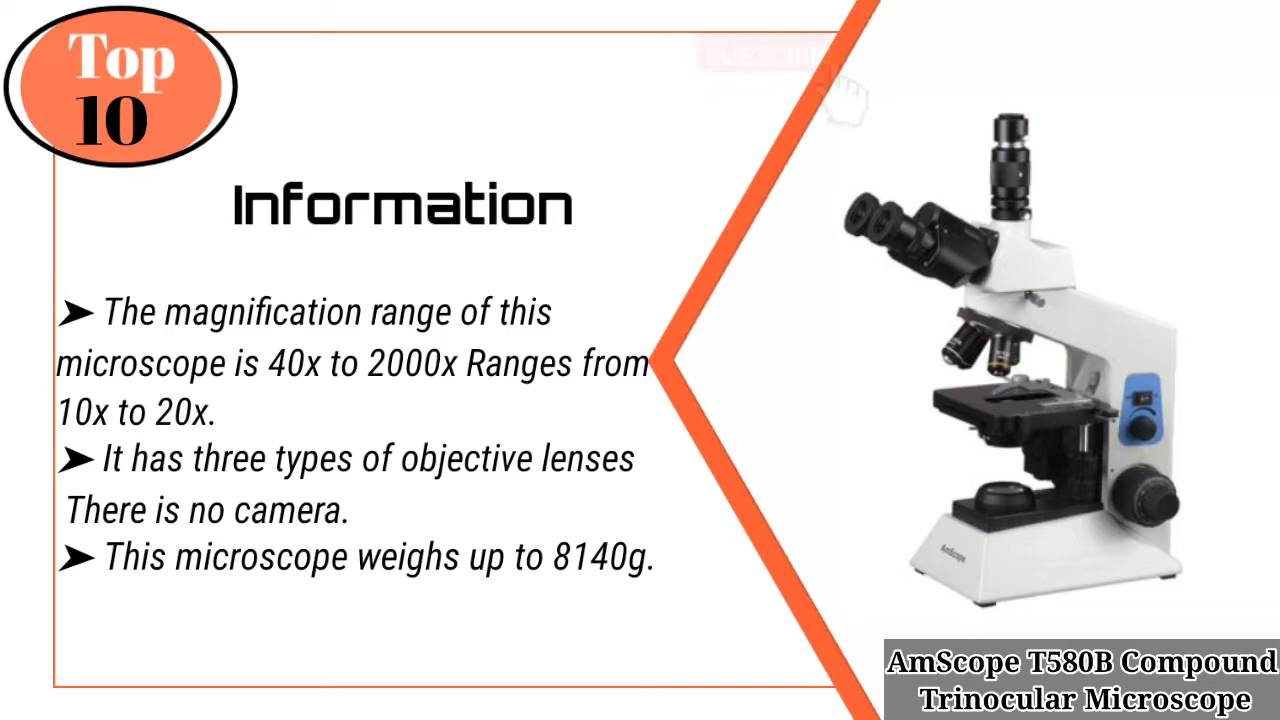 Top
10
Information
➤ The magnification range of this
microscope is 40x to 2000x Ranges from
10x to 20x.
➤ It has three types of objective lenses
There is no camera.
➤ This microscope weighs up to 8140g.
SUBSCRIBE
AmScope
AmScope T580B Compound
Trinocular Microscope